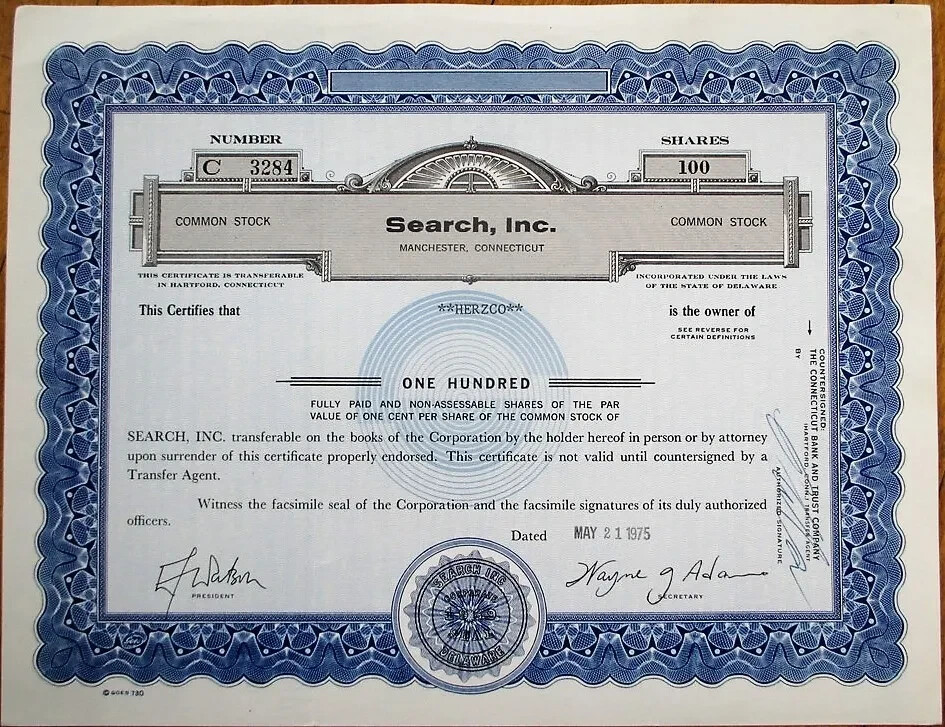 NUMBER
C 3284
SHARES
100
COMMON STOCK
Search, Inc.
MANCHESTER, CONNECTICUT
COMMON STOCK
THIS CERTIFICATE IS TRANSFERABLE
IN HARTFORD, CONNECTICUT
INCORPORATED UNDER THE LAWS
OF THE STATE OF DELAWARE
This Certifies that
**HERZCO**
is the owner of
SEE REVERSE FOR
CERTAIN DEFINITIONS
ONE HUNDRED
FULLY PAID AND NON-ASSESSABLE SHARES OF THE PAR
VALUE OF ONE CENT PER SHARE OF THE COMMON STOCK OF
SEARCH, INC. transferable on the books of the Corporation by the holder hereof in person or by attorney
upon surrender of this certificate properly endorsed. This certificate is not valid until countersigned by a
Transfer Agent.
Witness the facsimile seal of the Corporation and the facsimile signatures of its duly authorized
officers.
Dated MAY 21 1975
Wayne J Adams
PRESIDENT
SECRETARY
SEARCH INC
CORPORATE
SEAL
DELAWARE
COUNTERSIGNED:
THE CONNECTICUT BANK AND TRUST COMPANY
(HARTFORD, CONN.) TRANSFER AGENT
BY
AUTHORIZED SIGNATURE
© GOES 780